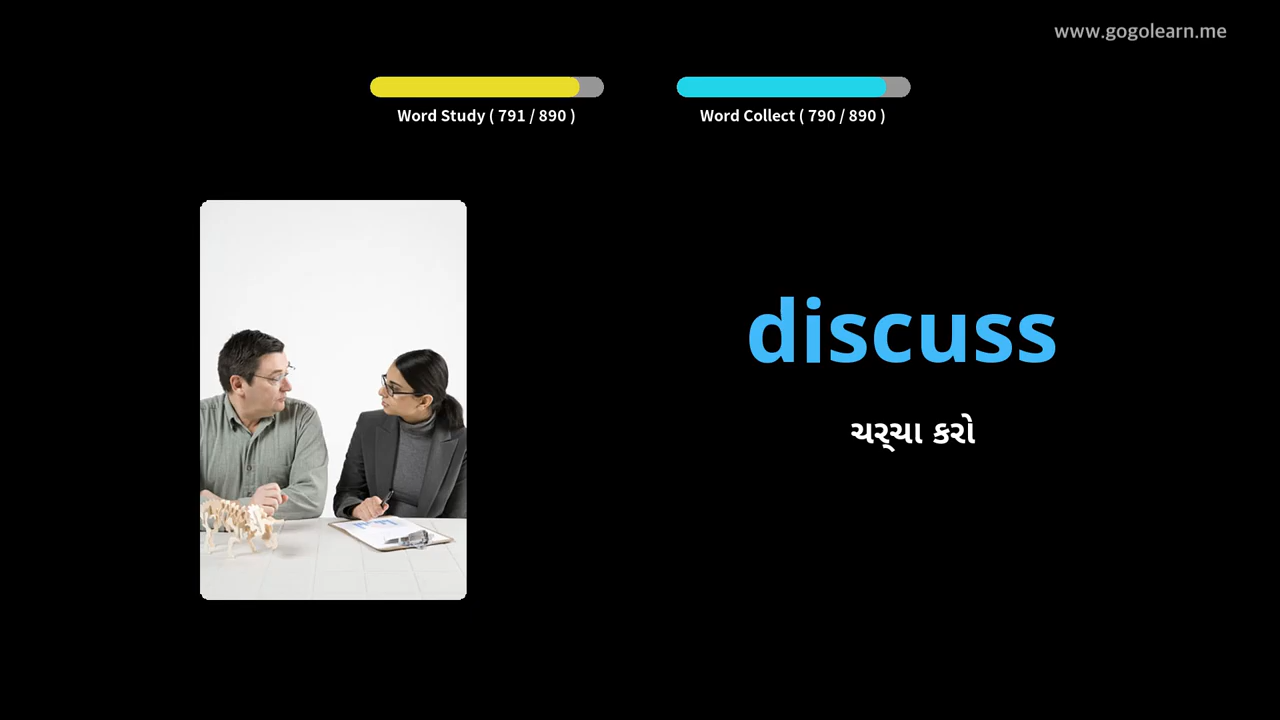 www.gogolearn.me
Word Study ( 791 / 890 )
Word Collect ( 790 / 890 )
discuss
ચર્ચા કરો